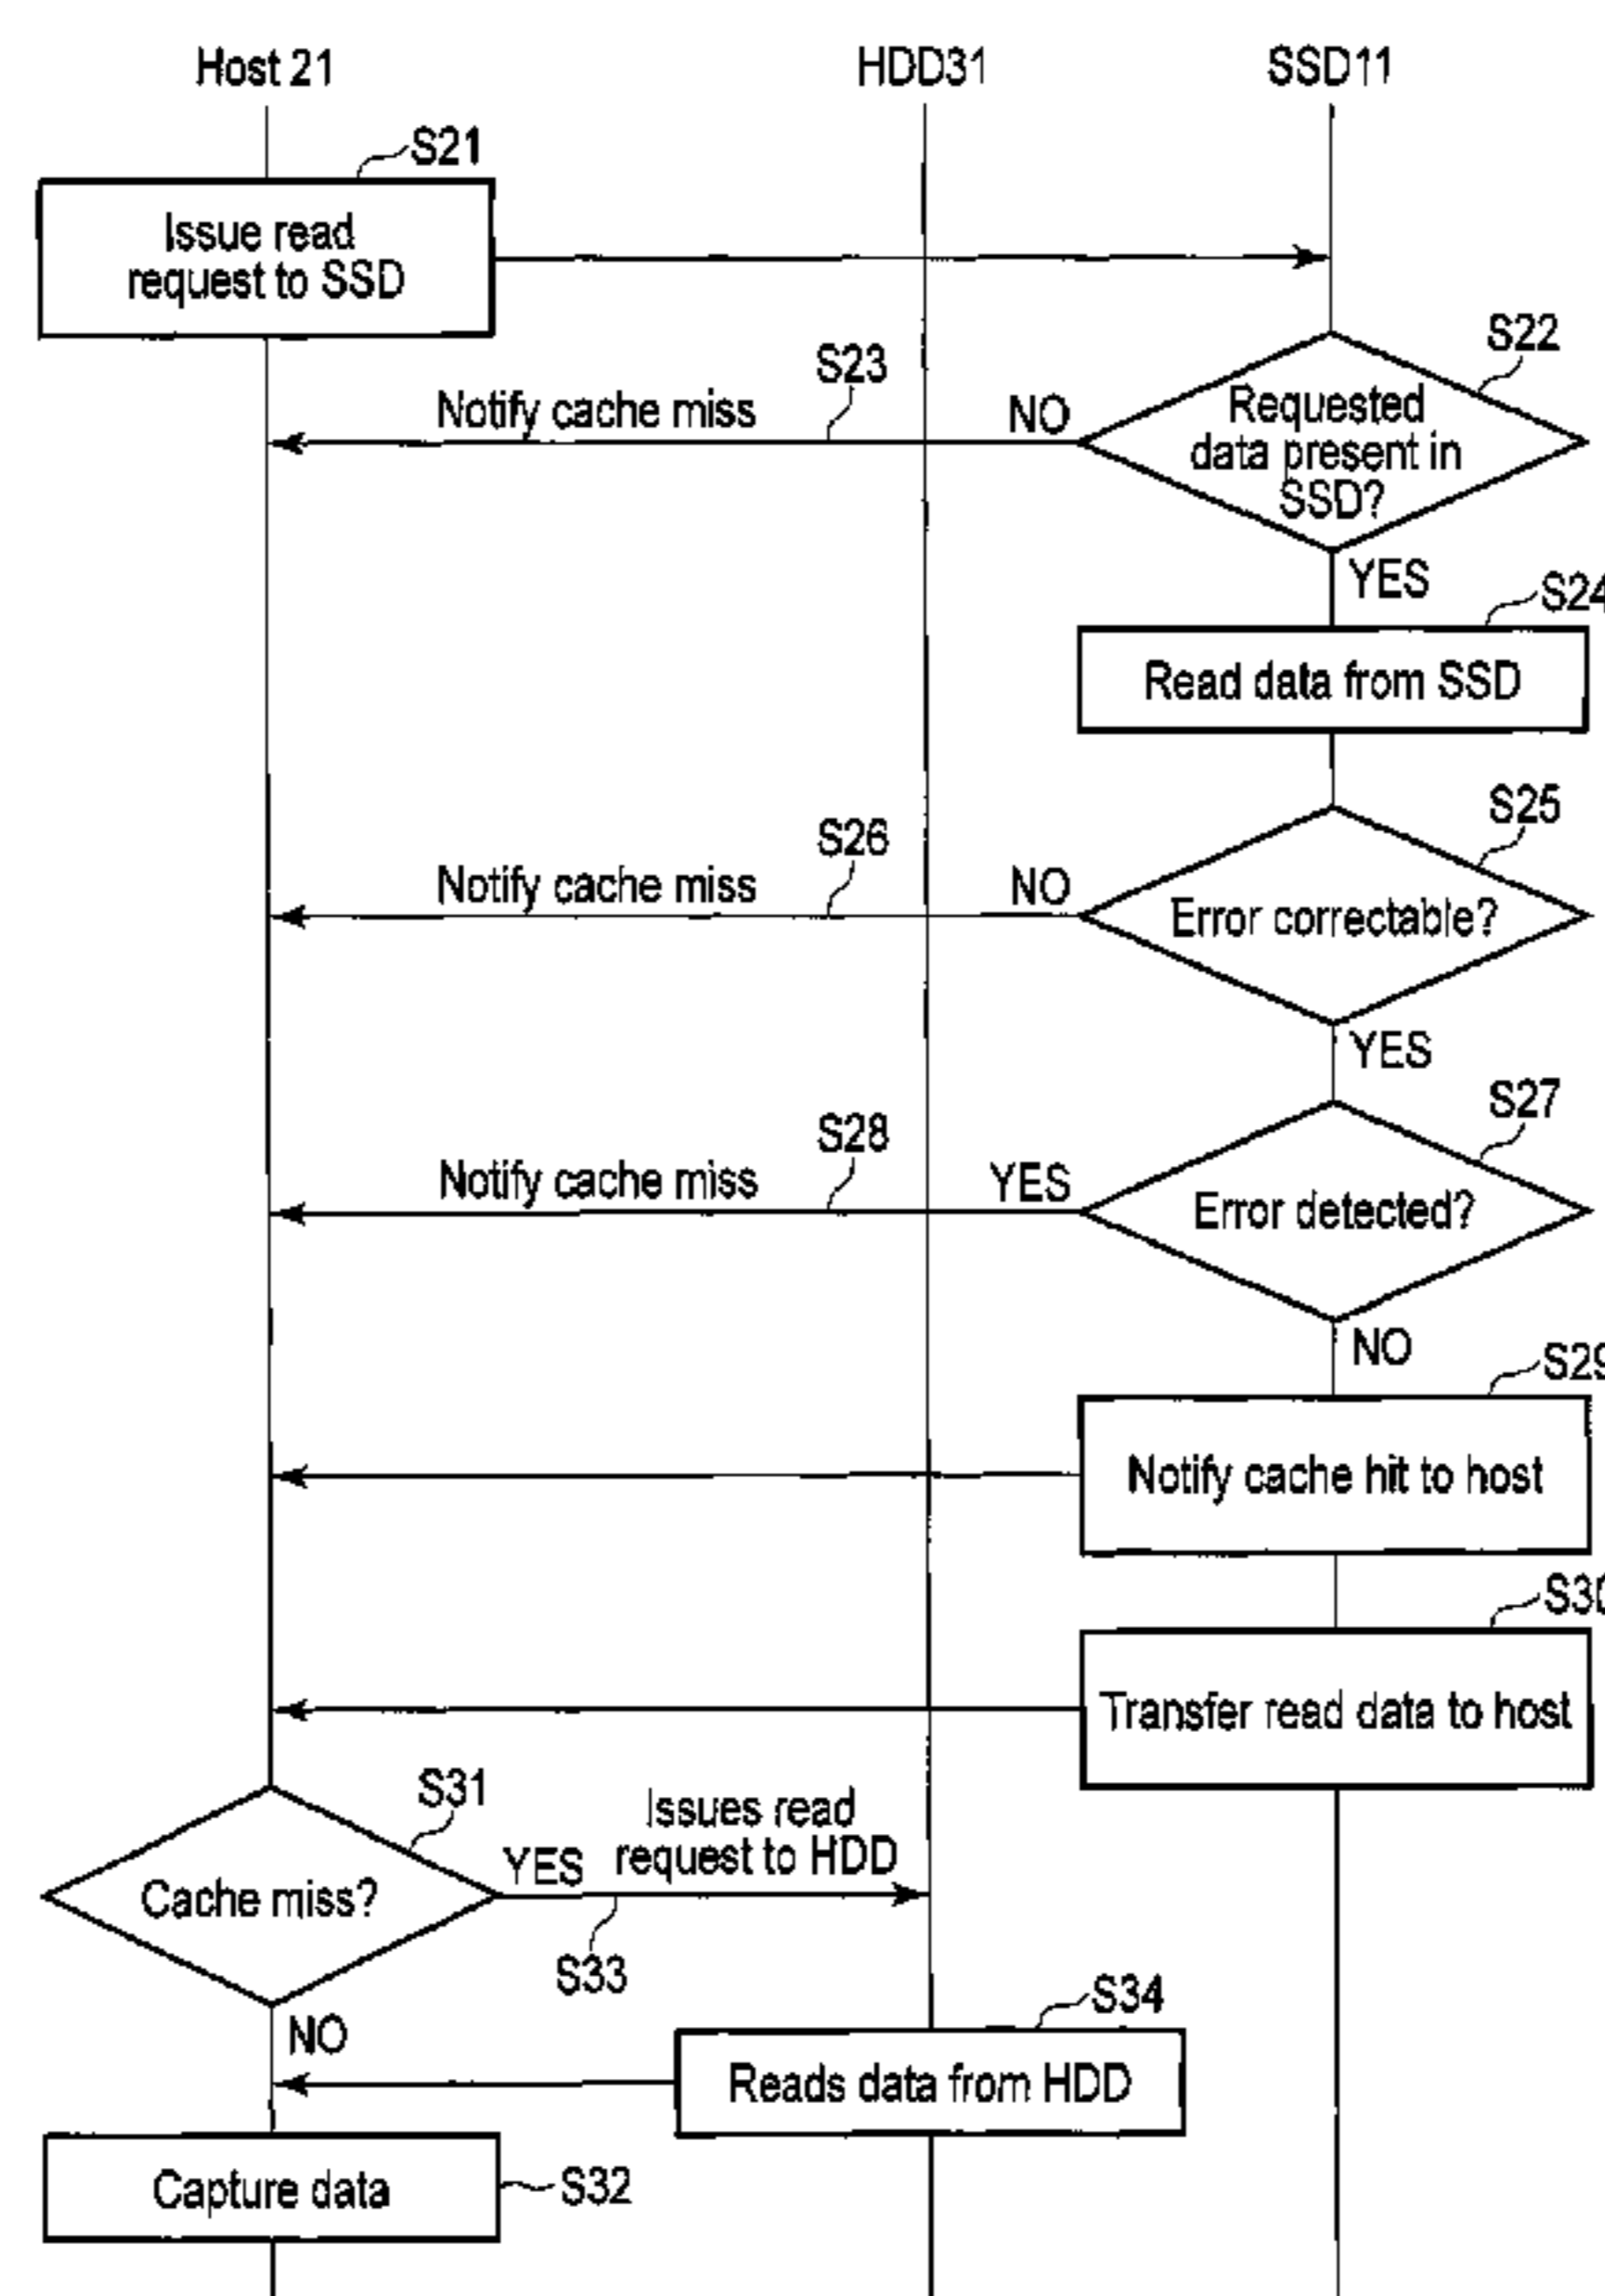 Host 21
HDD31
SSD11
S21
Issue read
request to SSD
S22
Requested
data present in
SSD?
S23
Notify cache miss
NO
YES
S24
Read data from SSD
S25
Error correctable?
S26
Notify cache miss
NO
YES
S27
Error detected?
S28
Notify cache miss
YES
NO
S29
Notify cache hit to host
S30
Transfer read data to host
S31
Cache miss?
YES
Issues read
request to HDD
S33
NO
S34
Reads data from HDD
Capture data
S32